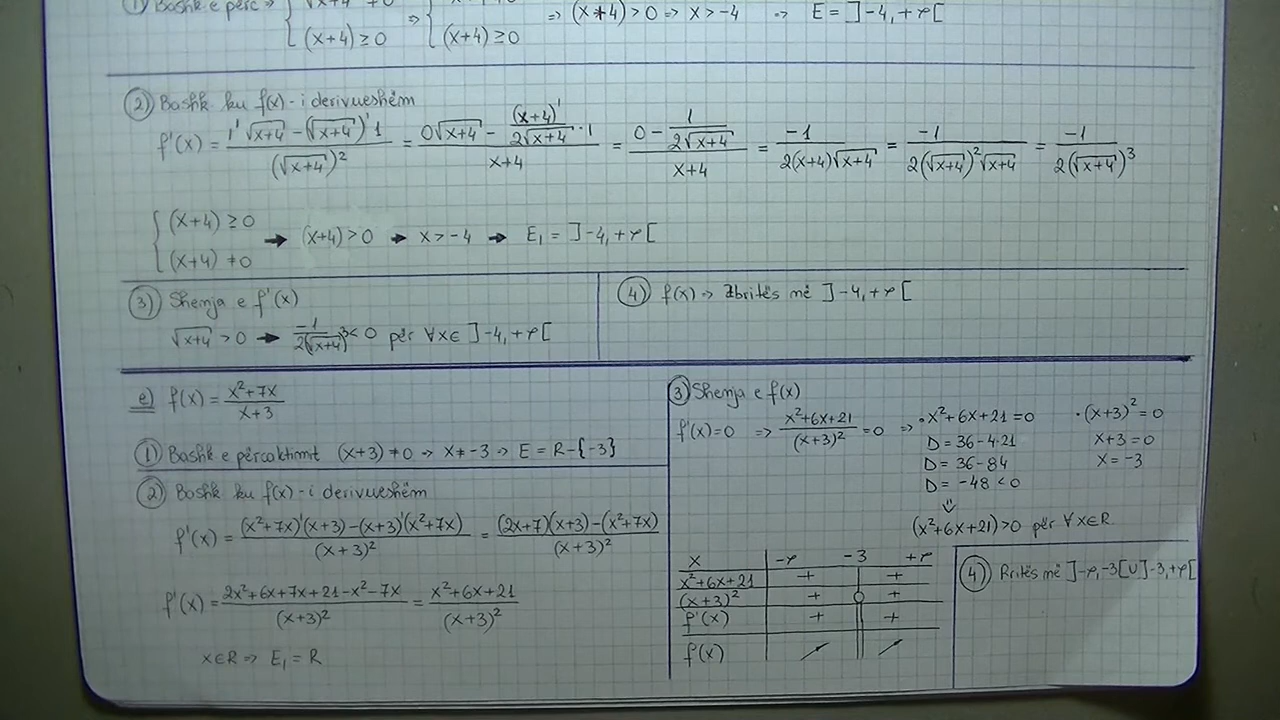 1) Bashk e përc ⇒ { √x+4 ≠ 0 ⇒ { ⇒ (x+4) > 0 ⇒ x > -4 ⇒ E = ]-4, +∞[
(x+4) ≥ 0 (x+4) ≥ 0
2) Bashk. ku f(x) - i derivueshëm
f'(x) = (1'√x+4 - (√x+4)'1)/(√x+4)² = (0√x+4 - (x+4)'/(2√x+4)·1)/(x+4) = (0 - 1/(2√x+4))/(x+4) = -1/(2(x+4)√x+4) = -1/(2(√x+4)²√x+4) = -1/(2(√x+4)³)
{ (x+4) ≥ 0
(x+4) ≠ 0 → (x+4) > 0 → x > -4 → E₁ = ]-4, +∞[
3) Shenja e f'(x)
√x+4 > 0 → -1/(2(√x+4)³) < 0 për ∀x∈ ]-4, +∞[
4) f(x) → Zbritës më ]-4, +∞[
e) f(x) = (x²+7x)/(x+3)
1) Bashk e përcaktimit (x+3) ≠ 0 ⇒ x ≠ -3 ⇒ E = R-{-3}
2) Bashk ku f(x) - i derivueshëm
f'(x) = ((x²+7x)'(x+3) - (x+3)'(x²+7x))/(x+3)² = ((2x+7)(x+3) - (x²+7x))/(x+3)²
f'(x) = (2x²+6x+7x+21-x²-7x)/(x+3)² = (x²+6x+21)/(x+3)²
x∈R ⇒ E₁ = R
3) Shenja e f(x)
f'(x) = 0 ⇒ (x²+6x+21)/(x+3)² = 0 ⇒ • x²+6x+21 = 0 • (x+3)² = 0
D = 36-4·21 x+3 = 0
D = 36-84 x = -3
D = -48 < 0
⇓
(x²+6x+21) > 0 për ∀x∈R
x -∞ -3 +∞
x²+6x+21 + +
(x+3)² + 0 +
f'(x) + +
f(x) ↗ ↗
4) Rritës më ]-∞, -3[ U ]-3, +∞[